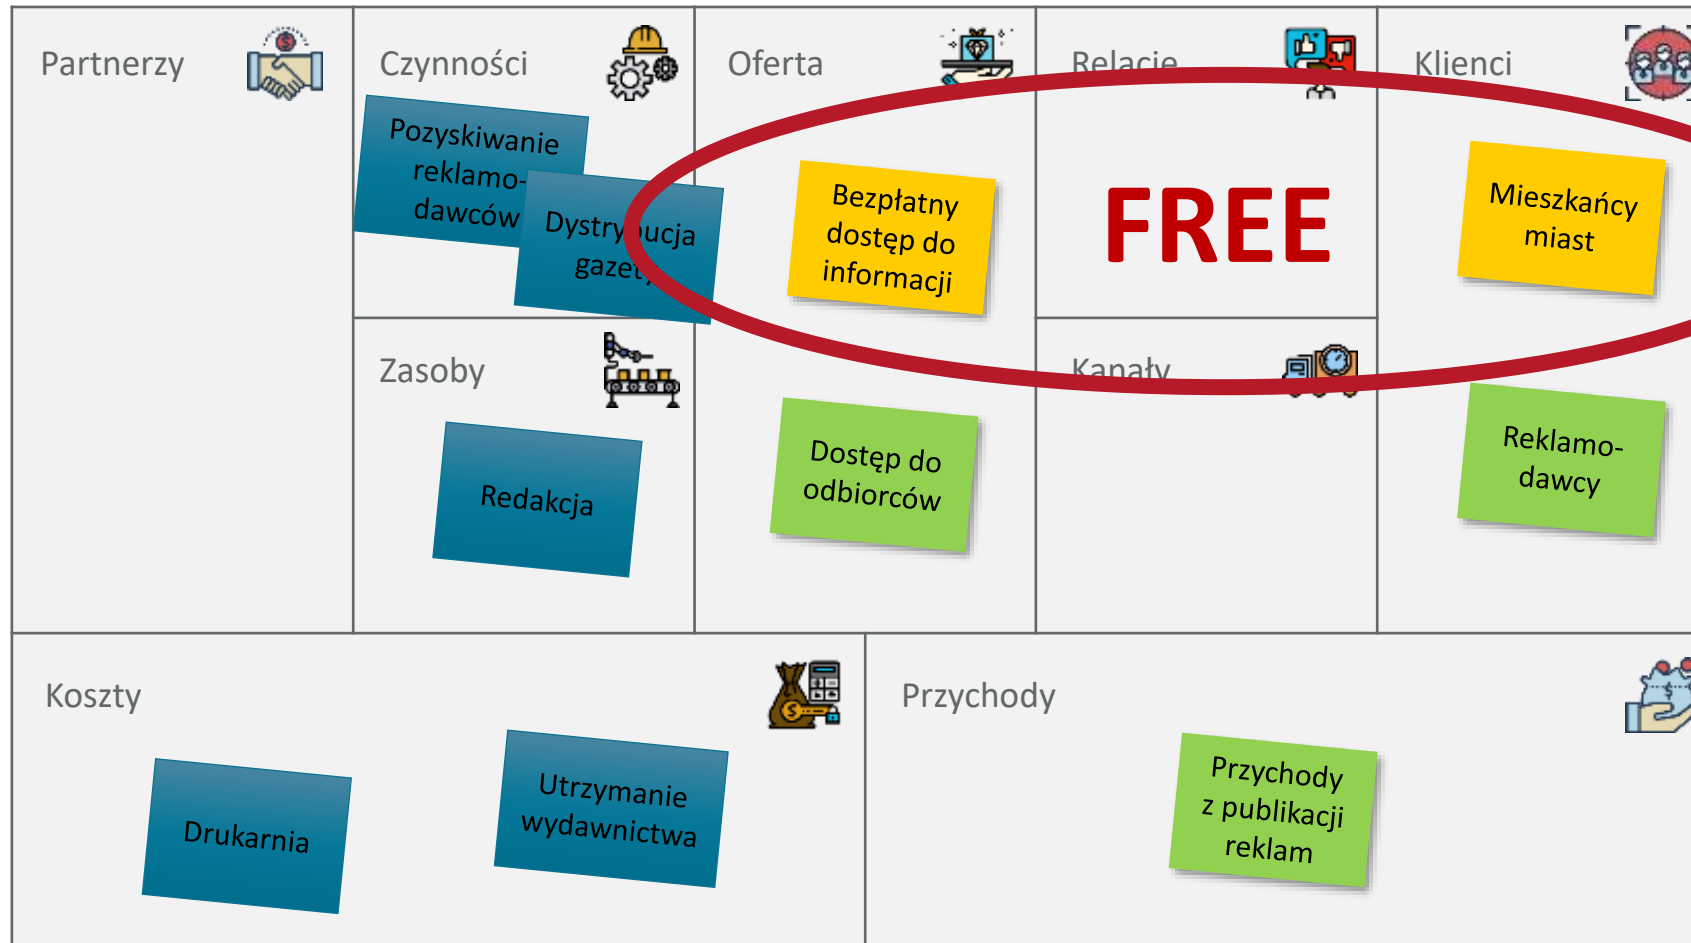 Partnerzy
Czynności
Oferta
Relacje
Klienci
Pozyskiwanie
reklamo-
dawców
Dystrybucja
gazety
Bezpłatny
dostęp do
informacji
FREE
Mieszkańcy
miast
Zasoby
Kanały
Redakcja
Dostęp do
odbiorców
Reklamo-
dawcy
Koszty
Przychody
Drukarnia
Utrzymanie
wydawnictwa
Przychody
z publikacji
reklam